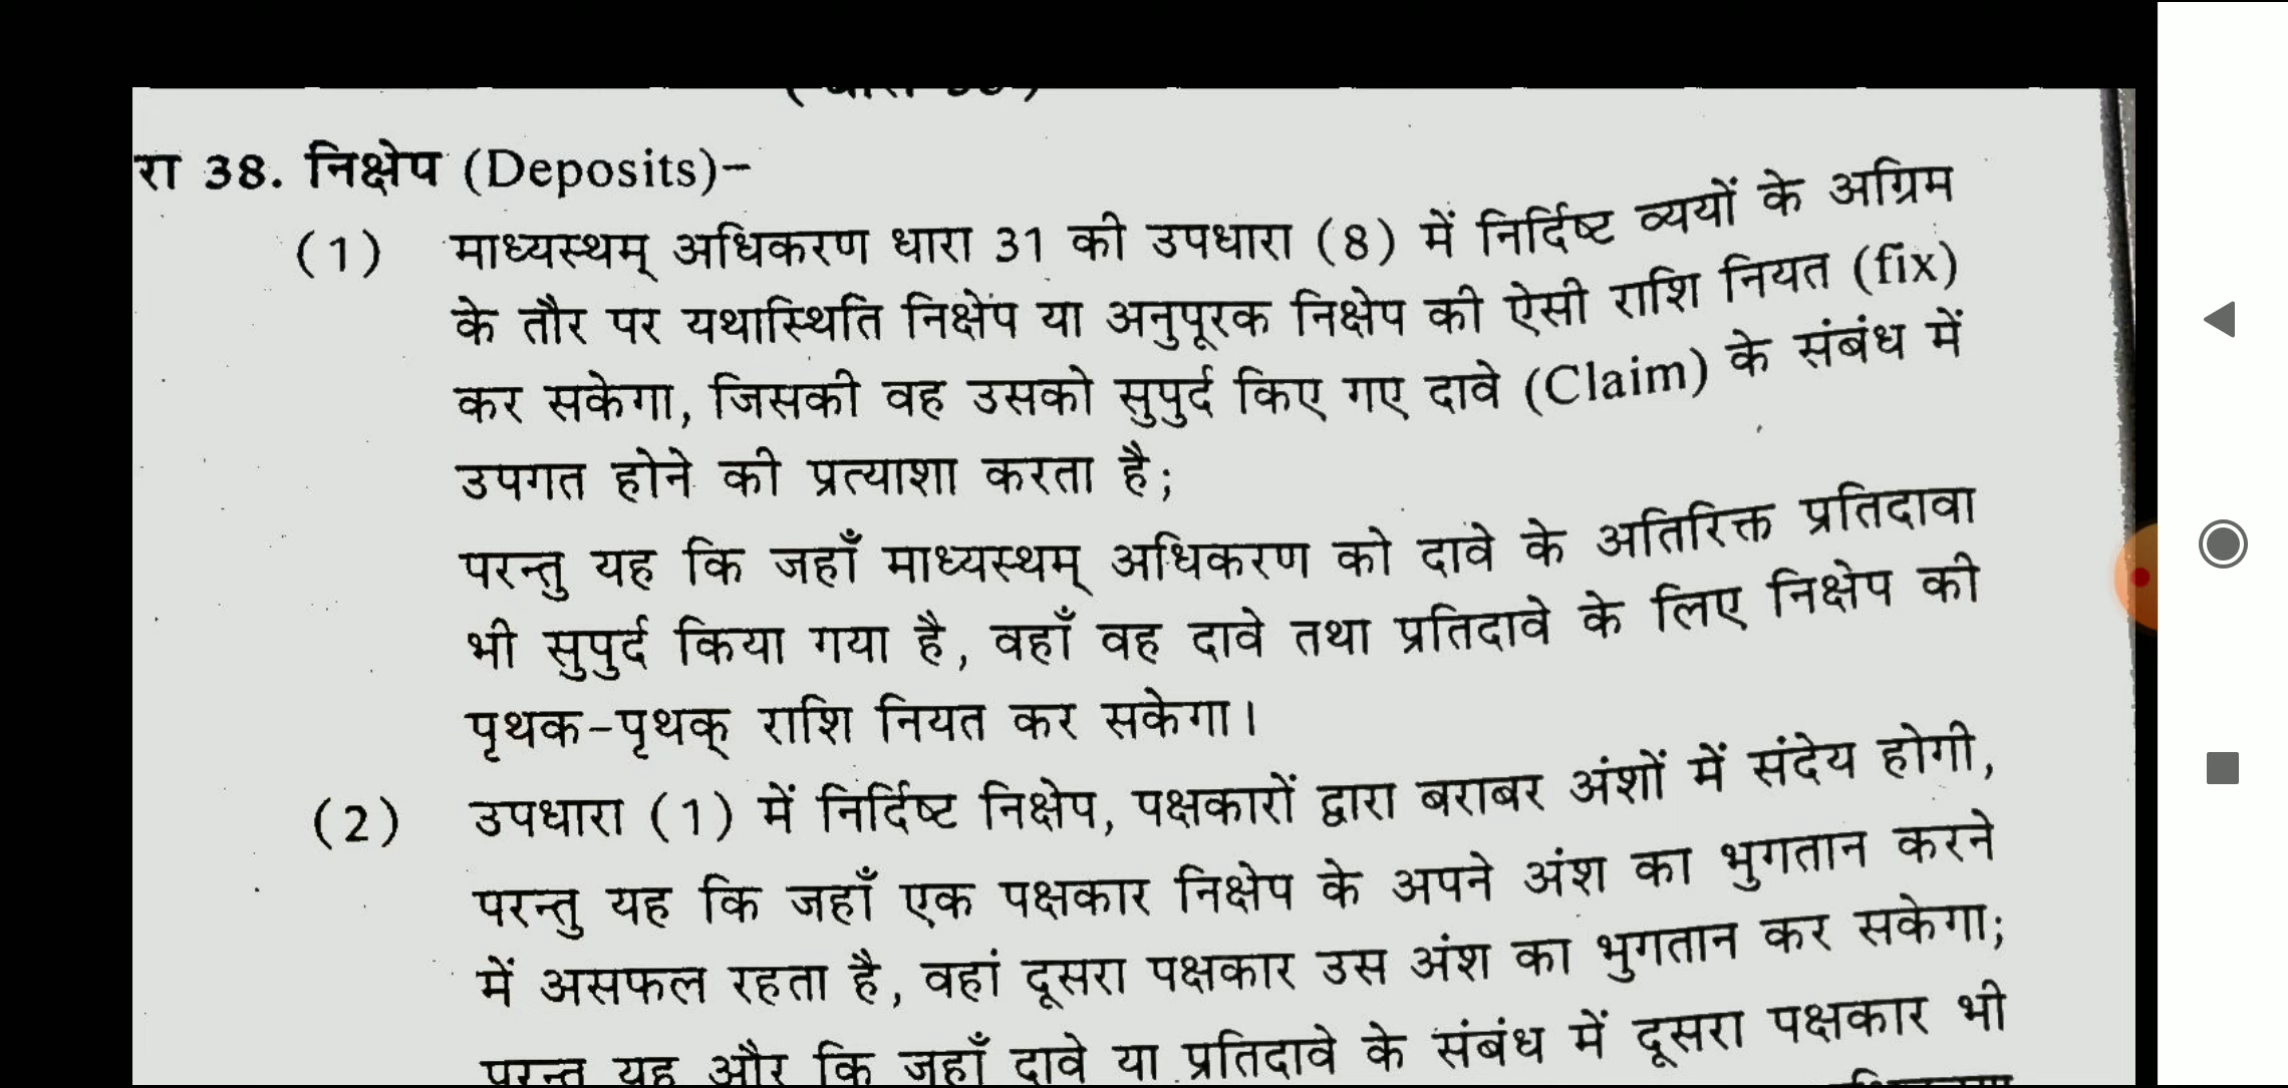 रा 38. निक्षेप (Deposits)-
(1) माध्यस्थम् अधिकरण धारा 31 की उपधारा (8) में निर्दिष्ट व्ययों के अग्रिम
के तौर पर यथास्थिति निक्षेप या अनुपूरक निक्षेप की ऐसी राशि नियत (fix)
कर सकेगा, जिसकी वह उसको सुपुर्द किए गए दावे (Claim) के संबंध में
उपगत होने की प्रत्याशा करता है;
परन्तु यह कि जहाँ माध्यस्थम् अधिकरण को दावे के अतिरिक्त प्रतिदावा
भी सुपुर्द किया गया है, वहाँ वह दावे तथा प्रतिदावे के लिए निक्षेप की
पृथक-पृथक् राशि नियत कर सकेगा।
(2) उपधारा (1) में निर्दिष्ट निक्षेप, पक्षकारों द्वारा बराबर अंशों में संदेय होगी,
परन्तु यह कि जहाँ एक पक्षकार निक्षेप के अपने अंश का भुगतान करने
में असफल रहता है, वहां दूसरा पक्षकार उस अंश का भुगतान कर सकेगा;
परन्तु यह और कि जहाँ दावे या प्रतिदावे के संबंध में दूसरा पक्षकार भी